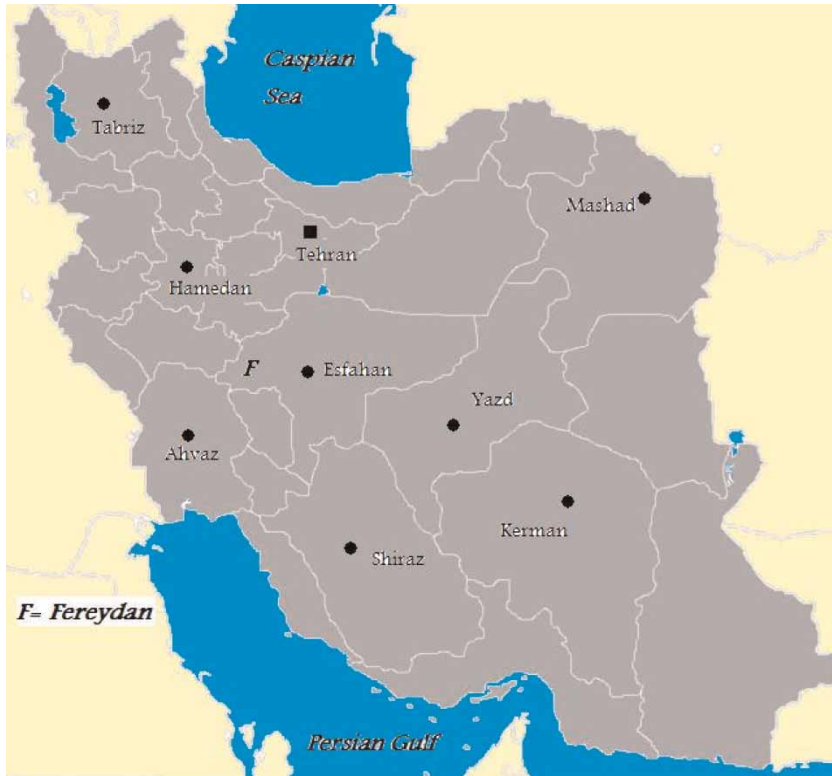 Caspian
Sea
Tabriz
Mashad
Tehran
Hamedan
F
Esfahan
Yazd
Ahvaz
Kerman
Shiraz
F= Fereydan
Persian Gulf